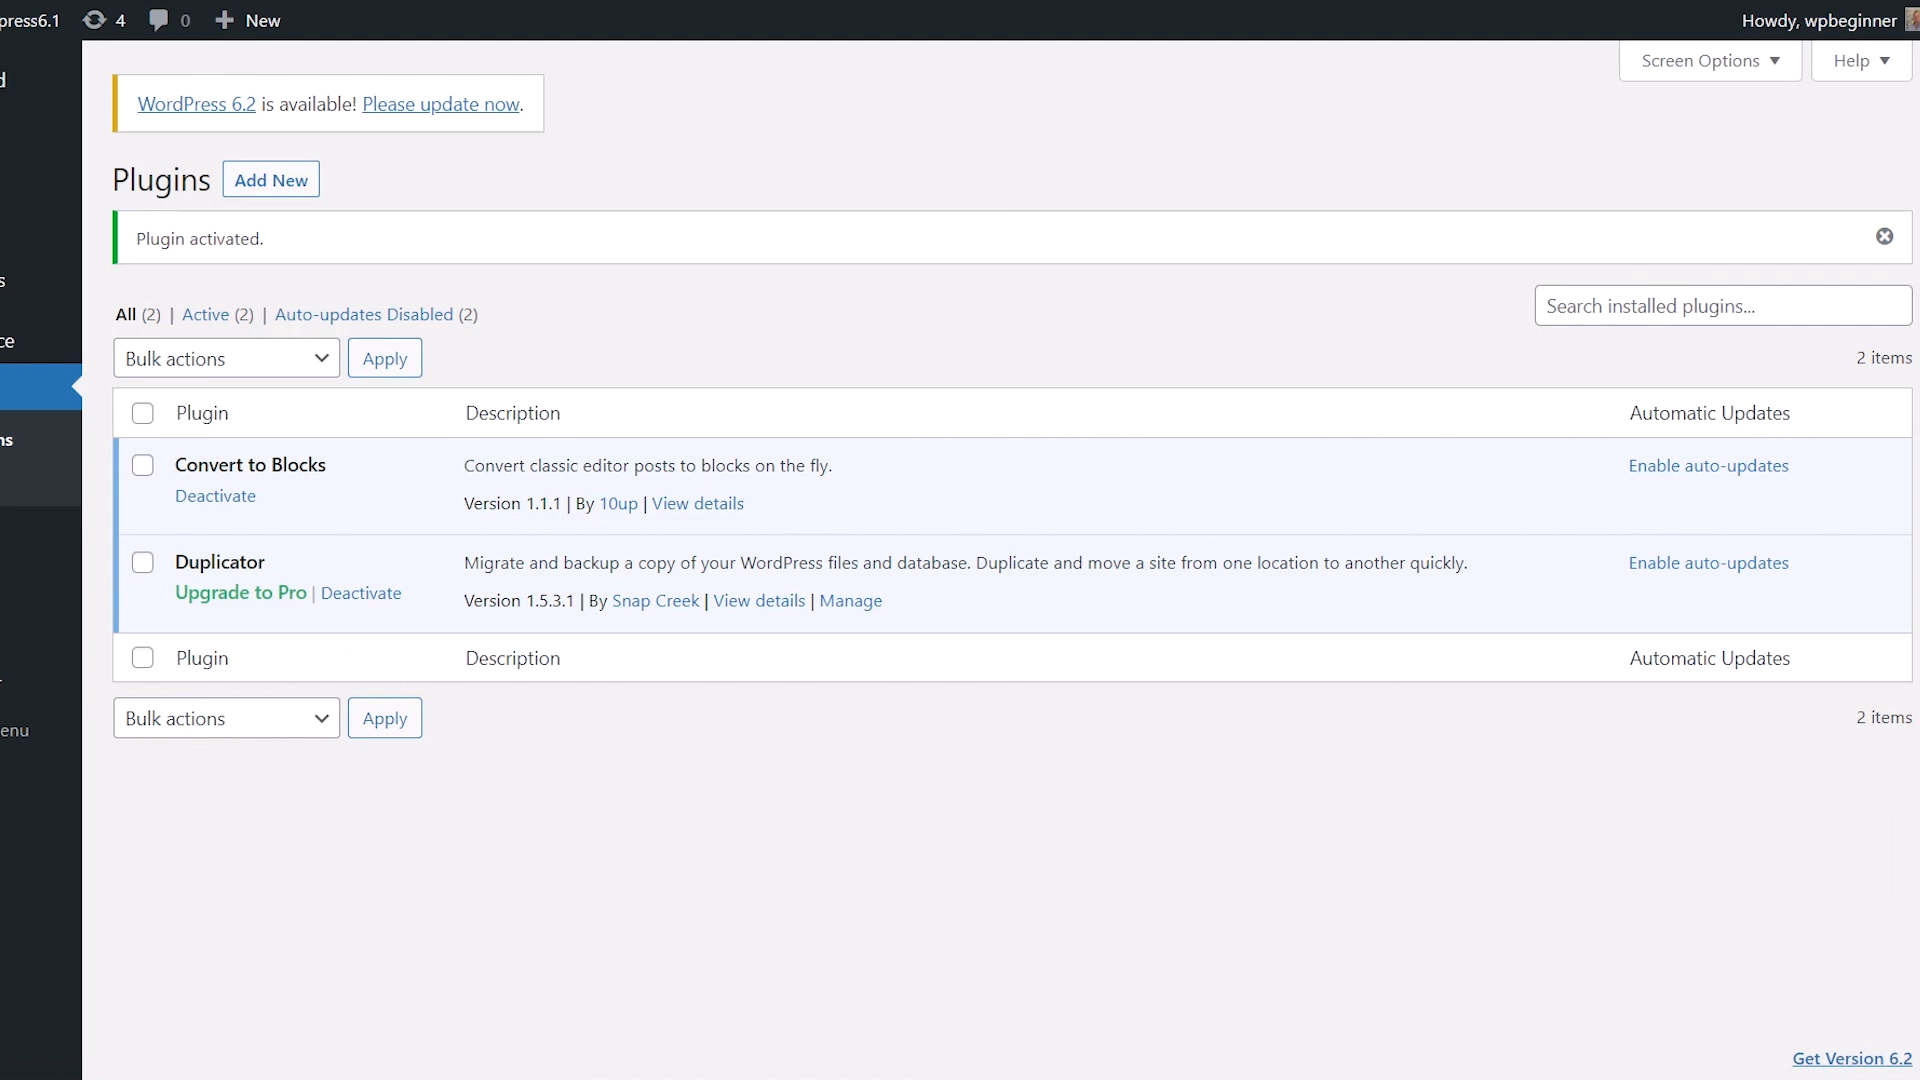 press6.1 4 0 New Howdy, wpbeginner
Screen Options Help
WordPress 6.2 is available! Please update now.
Plugins Add New
Plugin activated.
All (2) | Active (2) | Auto-updates Disabled (2)
Search installed plugins...
Bulk actions Apply 2 items
Plugin Description Automatic Updates
Convert to Blocks Convert classic editor posts to blocks on the fly. Enable auto-updates
Deactivate Version 1.1.1 | By 10up | View details
Duplicator Migrate and backup a copy of your WordPress files and database. Duplicate and move a site from one location to another quickly. Enable auto-updates
Upgrade to Pro | Deactivate Version 1.5.3.1 | By Snap Creek | View details | Manage
Plugin Description Automatic Updates
enu
Bulk actions Apply 2 items
Get Version 6.2